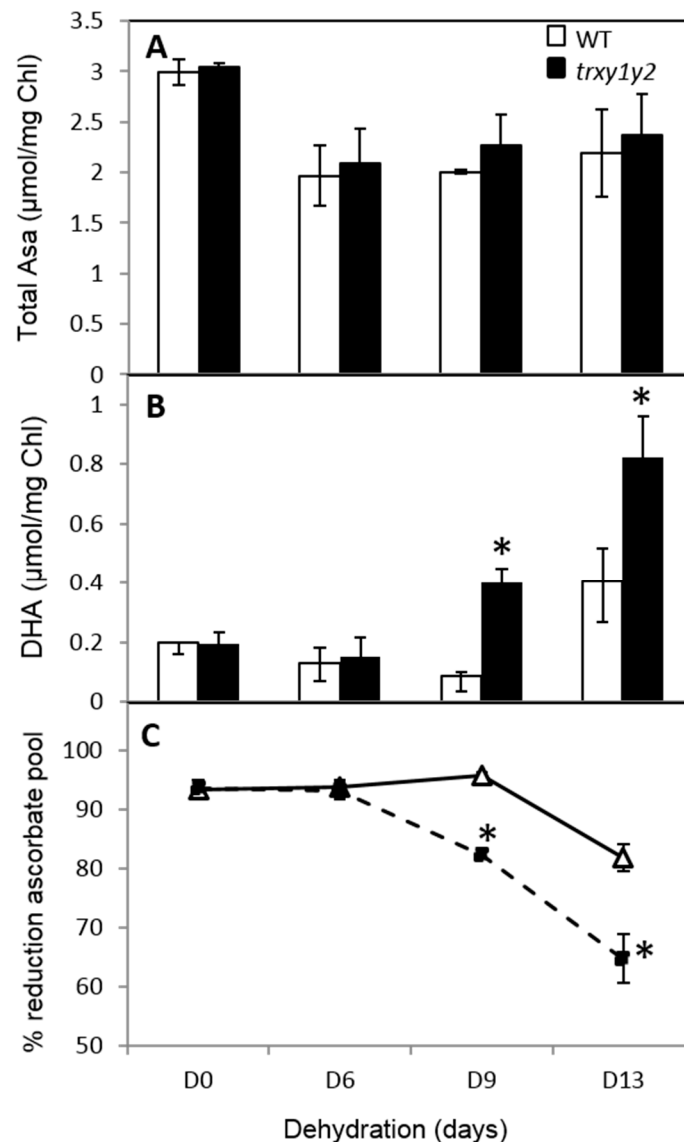 A
WT
trxy1y2
Total Asa (µmol/mg Chl)
3.5
3
2.5
2
1.5
1
0.5
0
B
DHA (µmol/mg Chl)
1
0.8
0.6
0.4
0.2
0
*
*
C
% reduction ascorbate pool
100
90
80
70
60
50
*
*
D0 D6 D9 D13
Dehydration (days)